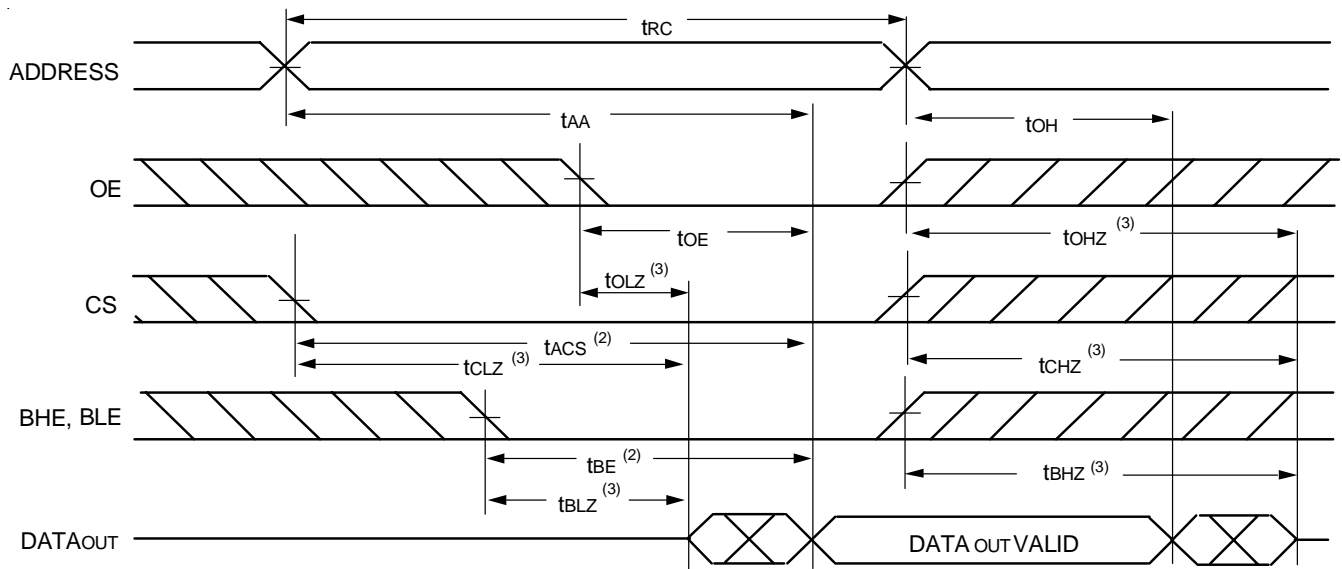 tRC
ADDRESS
tAA
tOH
OE
tOE
tOHZ (3)
tOLZ (3)
CS
tACS (2)
tCLZ (3)
tCHZ (3)
BHE, BLE
tBE (2)
tBHZ (3)
tBLZ (3)
DATAOUT
DATA OUT VALID